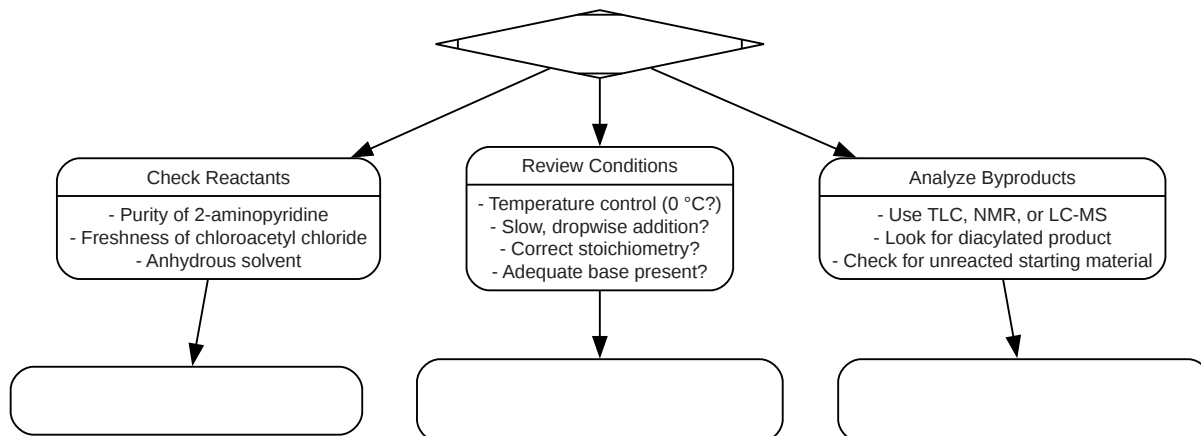 Check Reactants
- Purity of 2-aminopyridine
- Freshness of chloroacetyl chloride
- Anhydrous solvent
Review Conditions
- Temperature control (0 °C?)
- Slow, dropwise addition?
- Correct stoichiometry?
- Adequate base present?
Analyze Byproducts
- Use TLC, NMR, or LC-MS
- Look for diacylated product
- Check for unreacted starting material